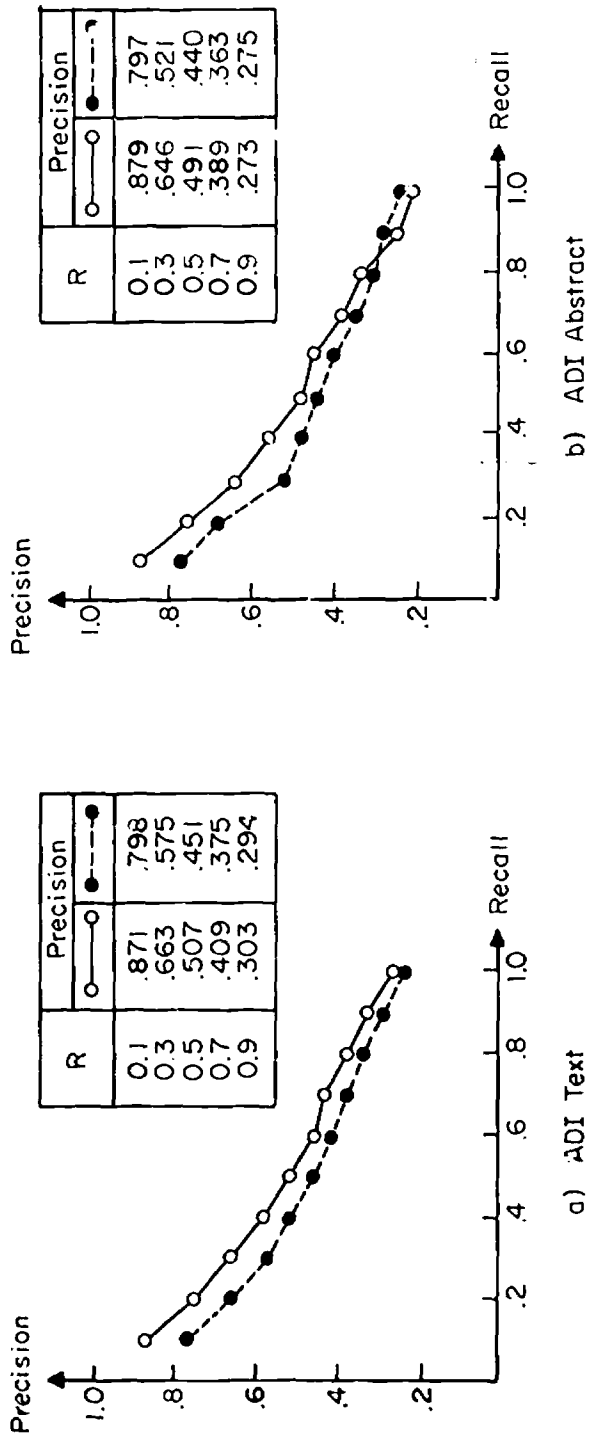 Precision
R Precision
0.1 .871 .798
0.3 .663 .575
0.5 .507 .451
0.7 .409 .375
0.9 .303 .294
1.0
.8
.6
.4
.2
.2 .4 .6 .8 1.0 Recall
a) ADI Text
Precision
R Precision
0.1 .879 .797
0.3 .646 .521
0.5 .491 .440
0.7 .389 .363
0.9 .273 .275
1.0
.8
.6
.4
.2
.2 .4 .6 .8 1.0 Recall
b) ADI Abstract